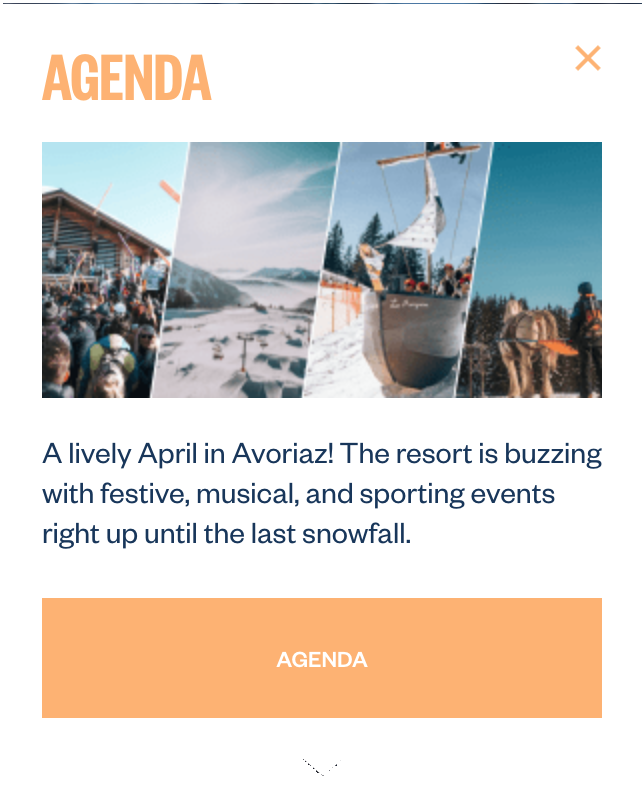 AGENDA
A lively April in Avoriaz! The resort is buzzing
with festive, musical, and sporting events
right up until the last snowfall.
AGENDA